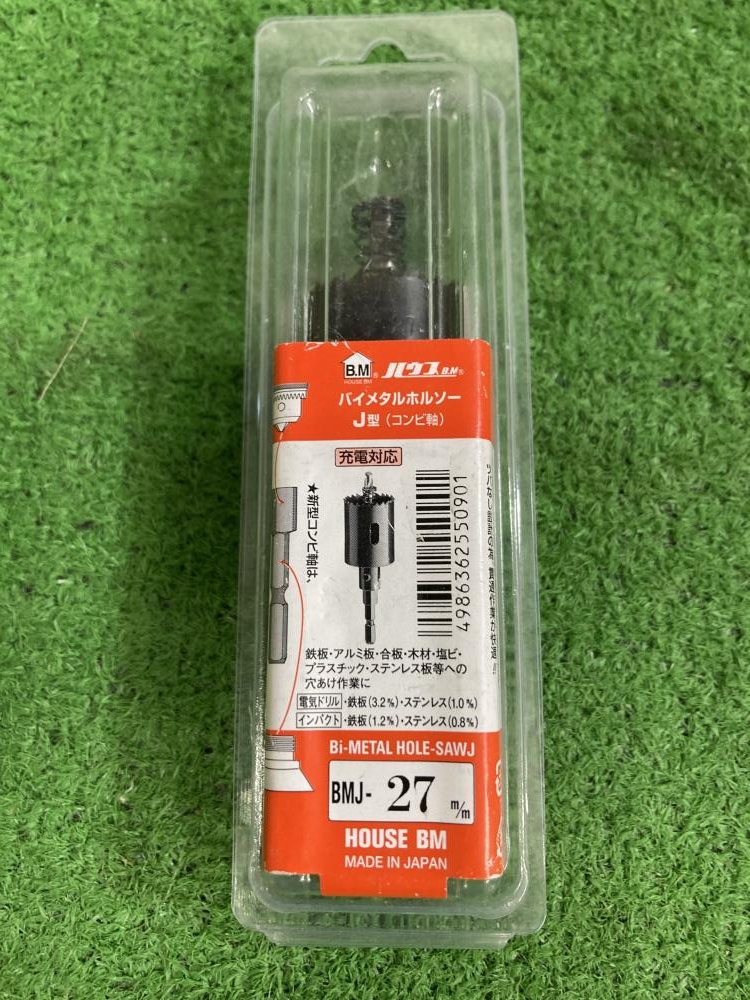 B.M®
HOUSE BM
ハウスB.M®
バイメタルホルソー
J型(コンビ軸)
充電対応
★新型コンビ軸は、
4986362550901
鉄板・アルミ板・合板・木材・塩ビ・
プラスチック・ステンレス板等への
穴あけ作業に
電気ドリル・鉄板(3.2㎜)・ステンレス(1.0㎜)
インパクト・鉄板(1.2㎜)・ステンレス(0.8㎜)
Bi-METAL HOLE-SAWJ
BMJ- 27 m/m
HOUSE BM
MADE IN JAPAN